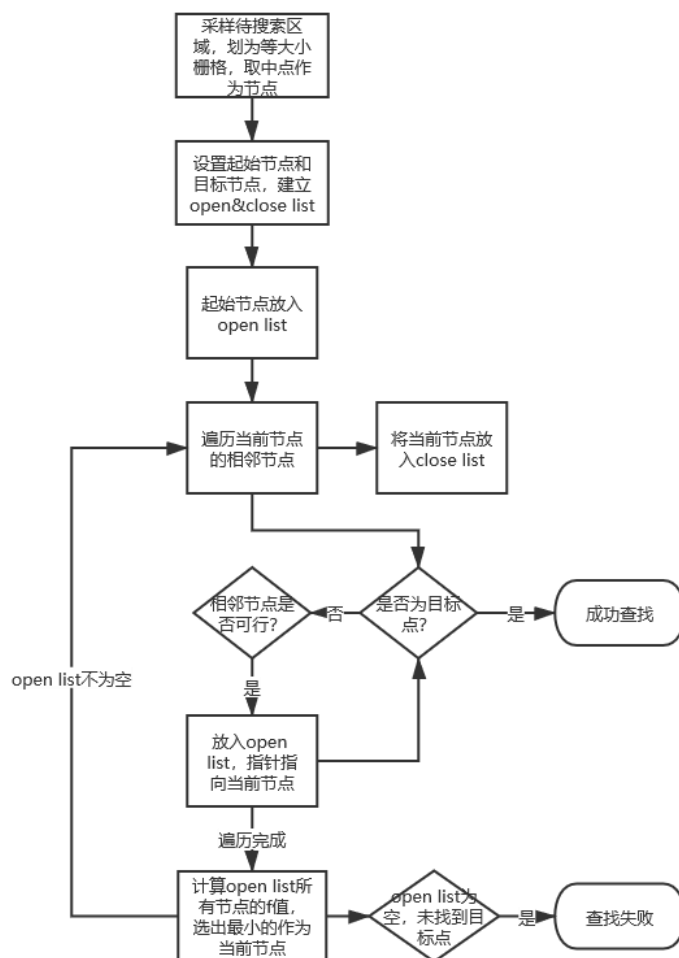 采样待搜索区
域，划为等大小
栅格，取中点作
为节点
设置起始节点和
目标节点，建立
open&close list
起始节点放入
open list
遍历当前节点
的相邻节点
将当前节点放
入close list
相邻节点是
否可行？
否
是否为目标
点？
是
成功查找
open list不为空
是
放入open
list，指针指
向当前节点
遍历完成
计算open list所
有节点的f值，
选出最小的作为
当前节点
open list为
空，未找到目
标点
是
查找失败